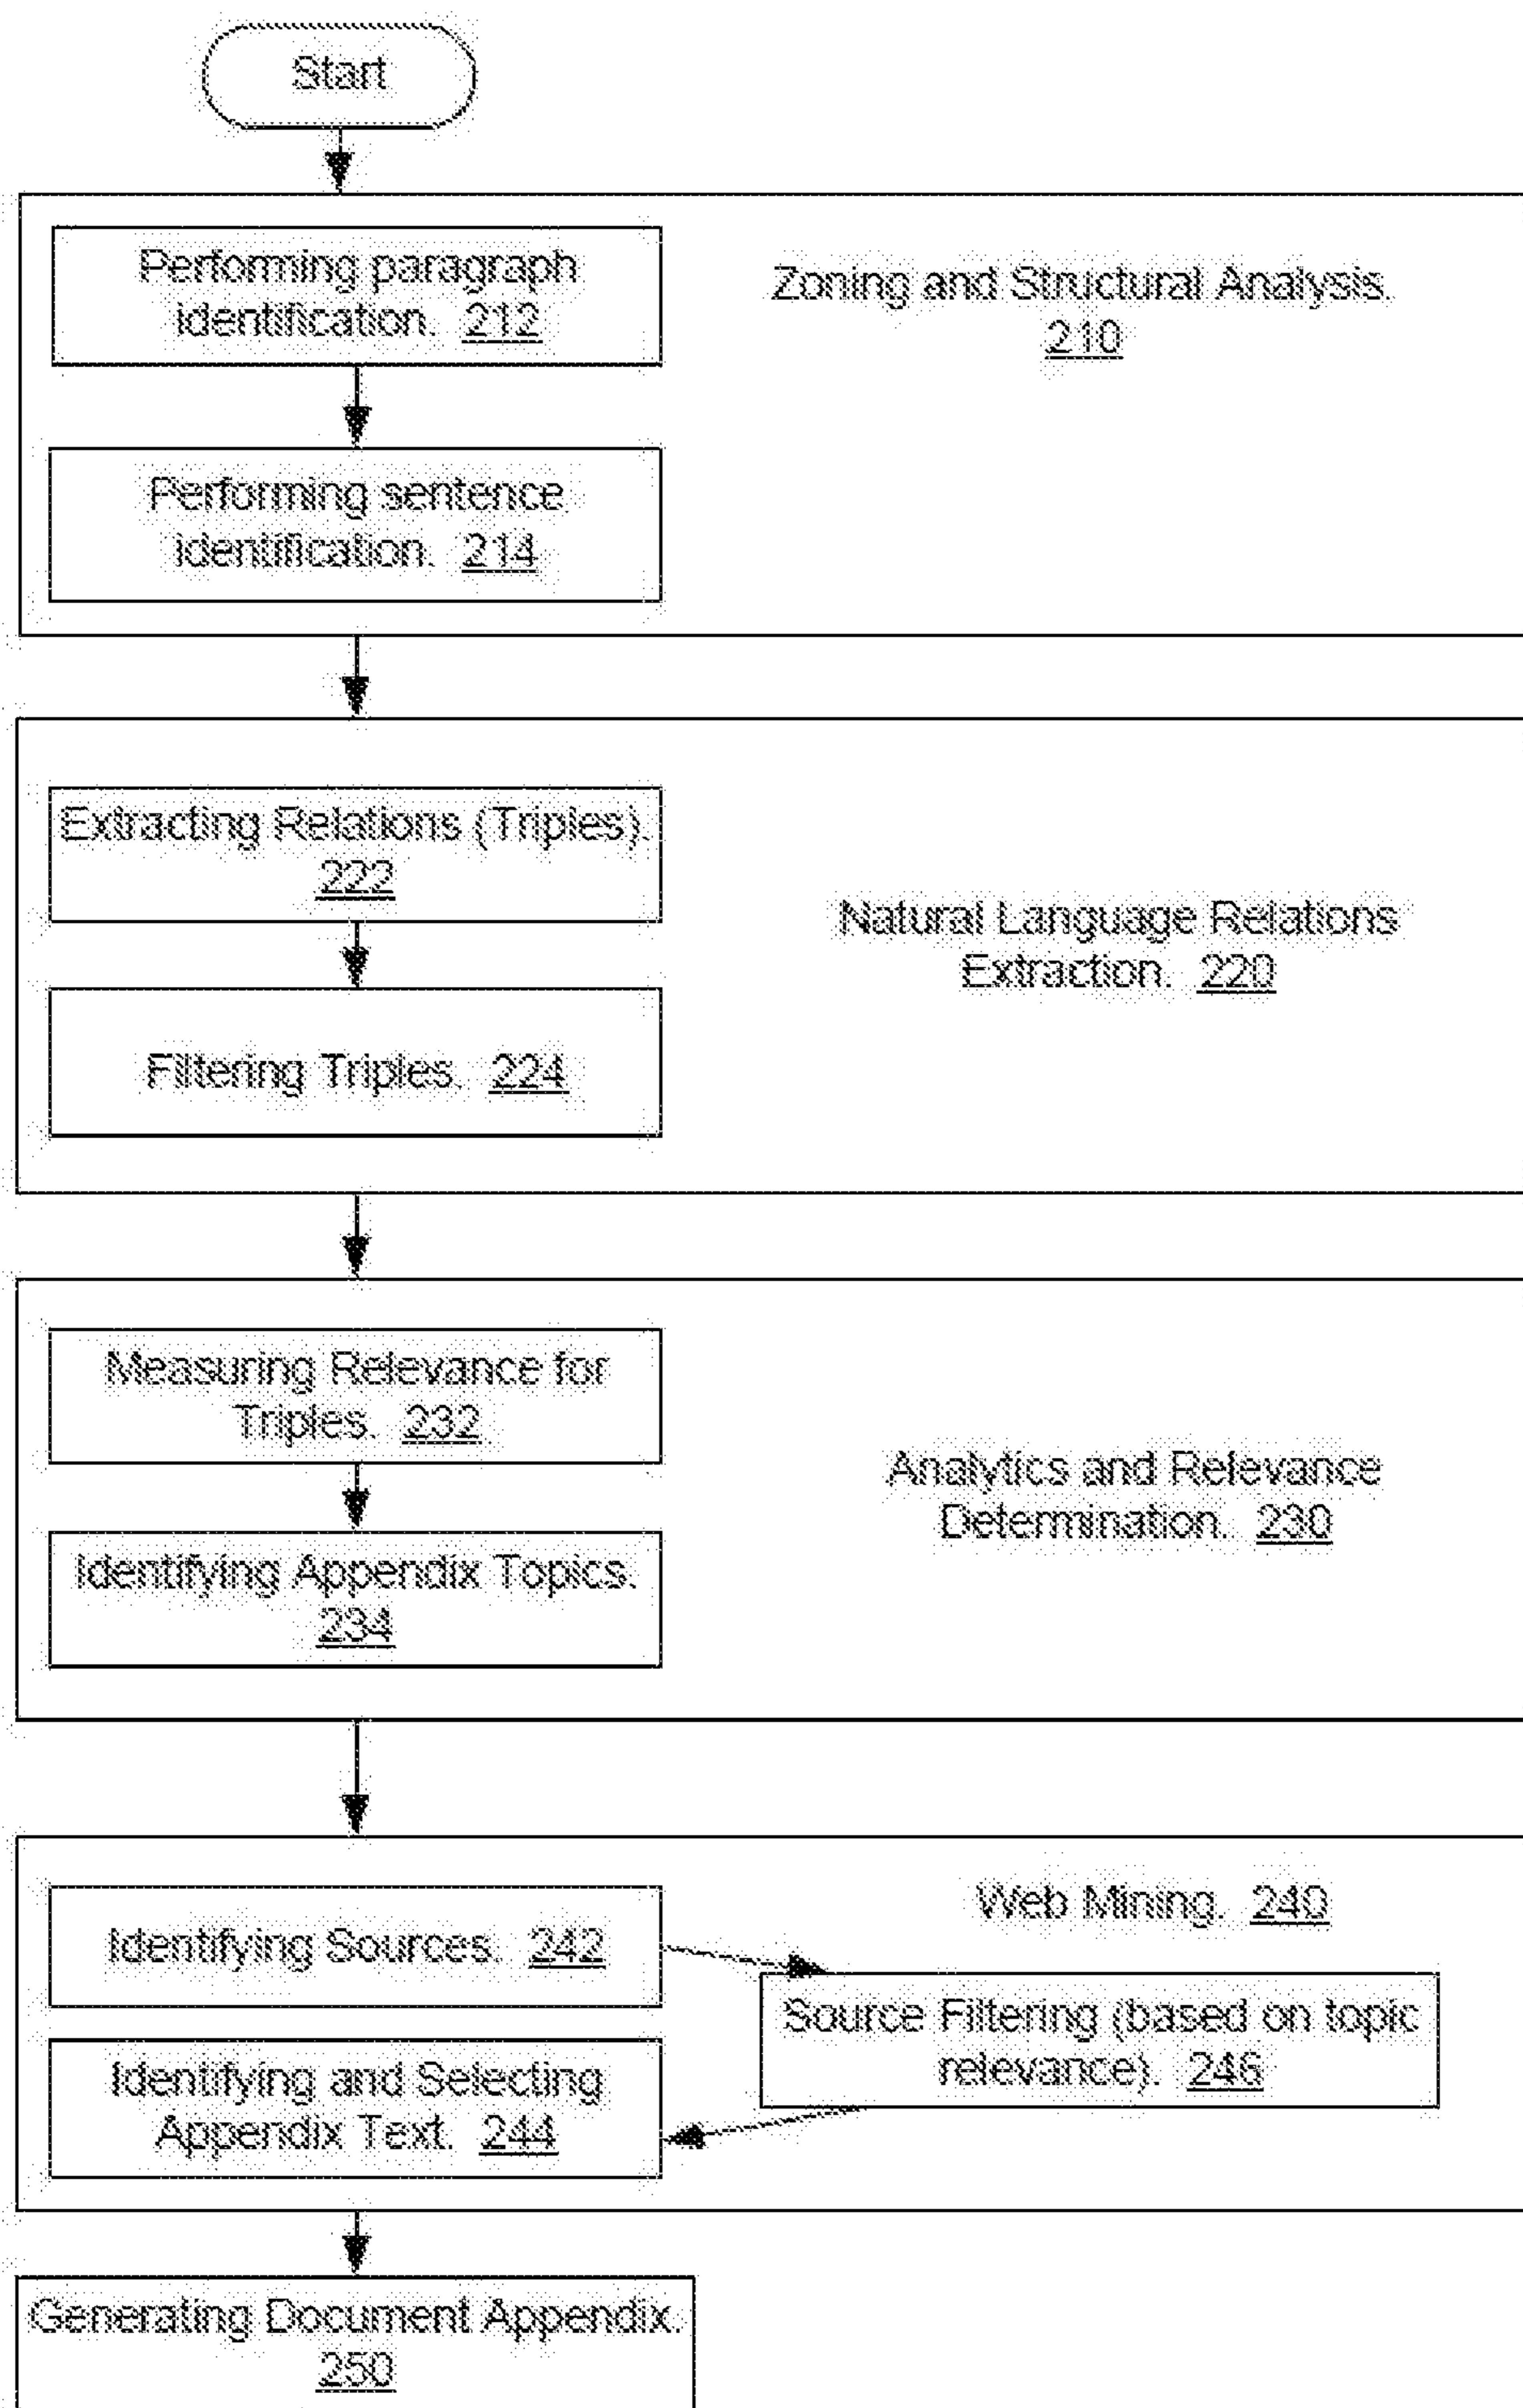 Start
Performing paragraph
identification. 212
Zoning and Structural Analysis.
210
Performing sentence
identification. 214
Extracting Relations (Triples).
222
Natural Language Relations
Extraction. 220
Filtering Triples. 224
Measuring Relevance for
Triples. 232
Analytics and Relevance
Determination. 230
Identifying Appendix Topics.
234
Web Mining. 240
Identifying Sources. 242
Source Filtering (based on topic
relevance). 246
Identifying and Selecting
Appendix Text. 244
Generating Document Appendix.
250